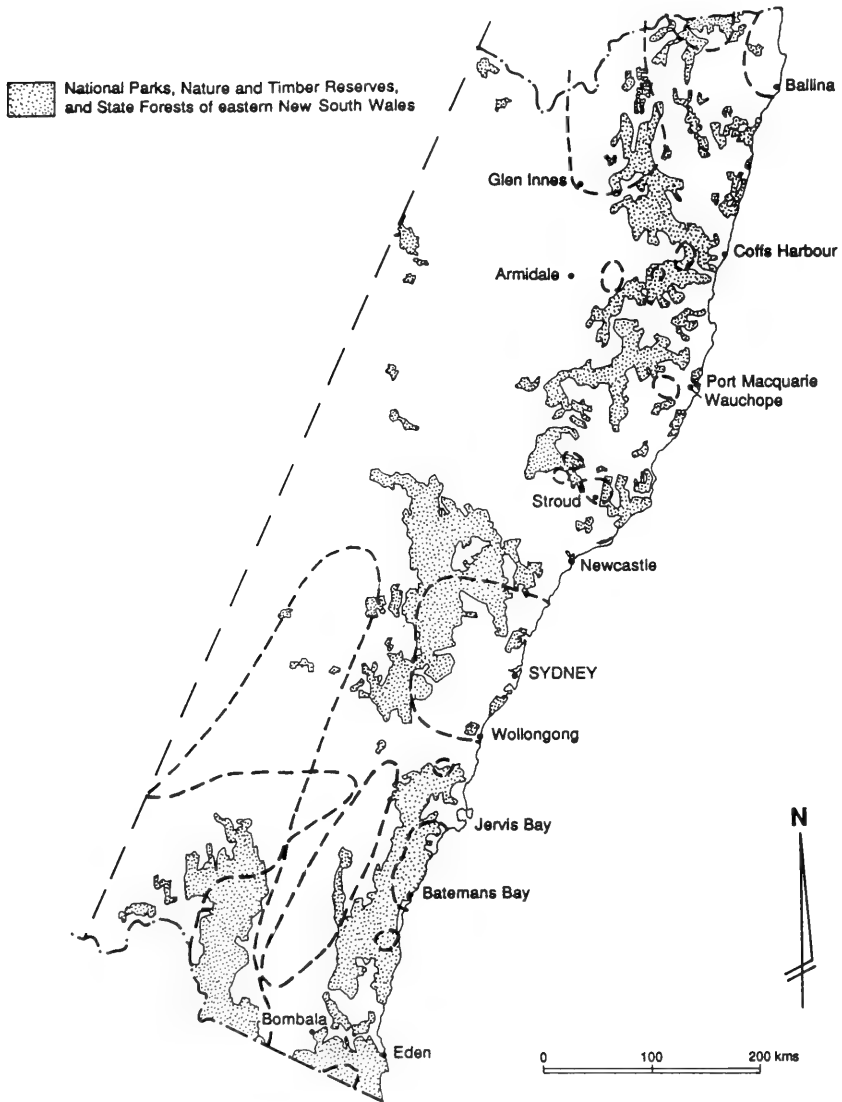 National Parks, Nature and Timber Reserves,
and State Forests of eastern New South Wales
Ballina
Glen Innes
Coffs Harbour
Armidale
Port Macquarie
Wauchope
Stroud
Newcastle
SYDNEY
Wollongong
Jervis Bay
N
Batemans Bay
Bombala
Eden
0 100 200 kms